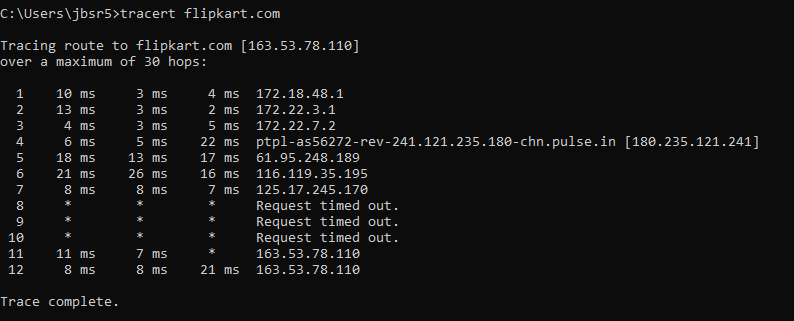 C:\Users\jbsr5>tracert flipkart.com
Tracing route to flipkart.com [163.53.78.110]
over a maximum of 30 hops:
1 10 ms 3 ms 4 ms 172.18.48.1
2 13 ms 3 ms 2 ms 172.22.3.1
3 4 ms 3 ms 5 ms 172.22.7.2
4 6 ms 5 ms 22 ms ptpl-as56272-rev-241.121.235.180-chn.pulse.in [180.235.121.241]
5 18 ms 13 ms 17 ms 61.95.248.189
6 21 ms 26 ms 16 ms 116.119.35.195
7 8 ms 8 ms 7 ms 125.17.245.170
8 * * * Request timed out.
9 * * * Request timed out.
10 * * * Request timed out.
11 11 ms 7 ms * 163.53.78.110
12 8 ms 8 ms 21 ms 163.53.78.110
Trace complete.